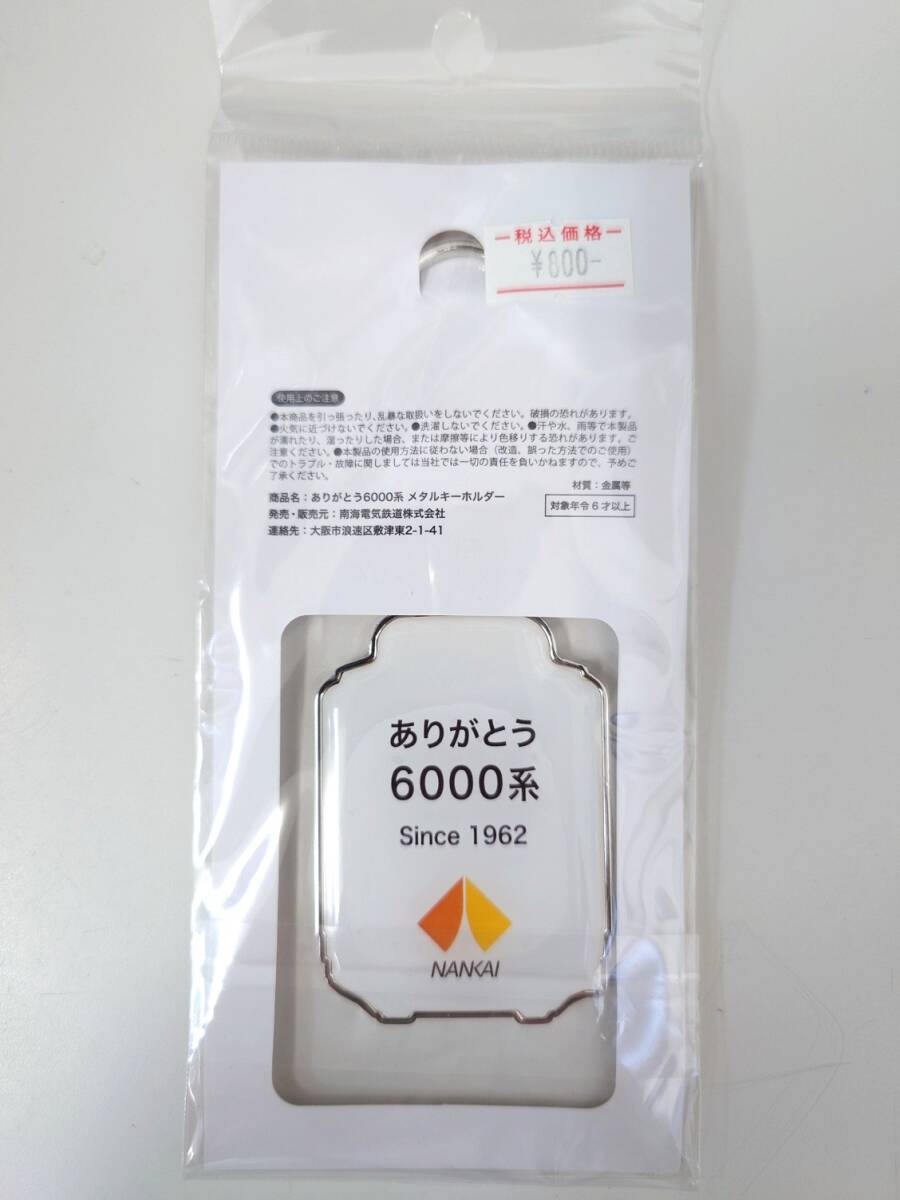 ー税込価格ー
¥800-
使用上のご注意
●本商品を引っ張ったり、乱暴な取扱いをしないでください。破損の恐れがあります。
●火気に近づけないでください。●洗濯しないでください。●汗や水、雨等で本製品
が濡れたり、湿ったりした場合、または摩擦等により色移りする恐れがあります。ご
注意ください。●本製品の使用方法に従わない場合（改造、誤った方法でのご使用）
でのトラブル・故障に関しましては当社では一切の責任を負いかねますので、予めご
了承ください。
材質：金属等
商品名：ありがとう6000系 メタルキーホルダー
発売・販売元：南海電気鉄道株式会社
対象年令6才以上
連絡先：大阪市浪速区敷津東2-1-41
ありがとう
6000系
Since 1962
NANKAI